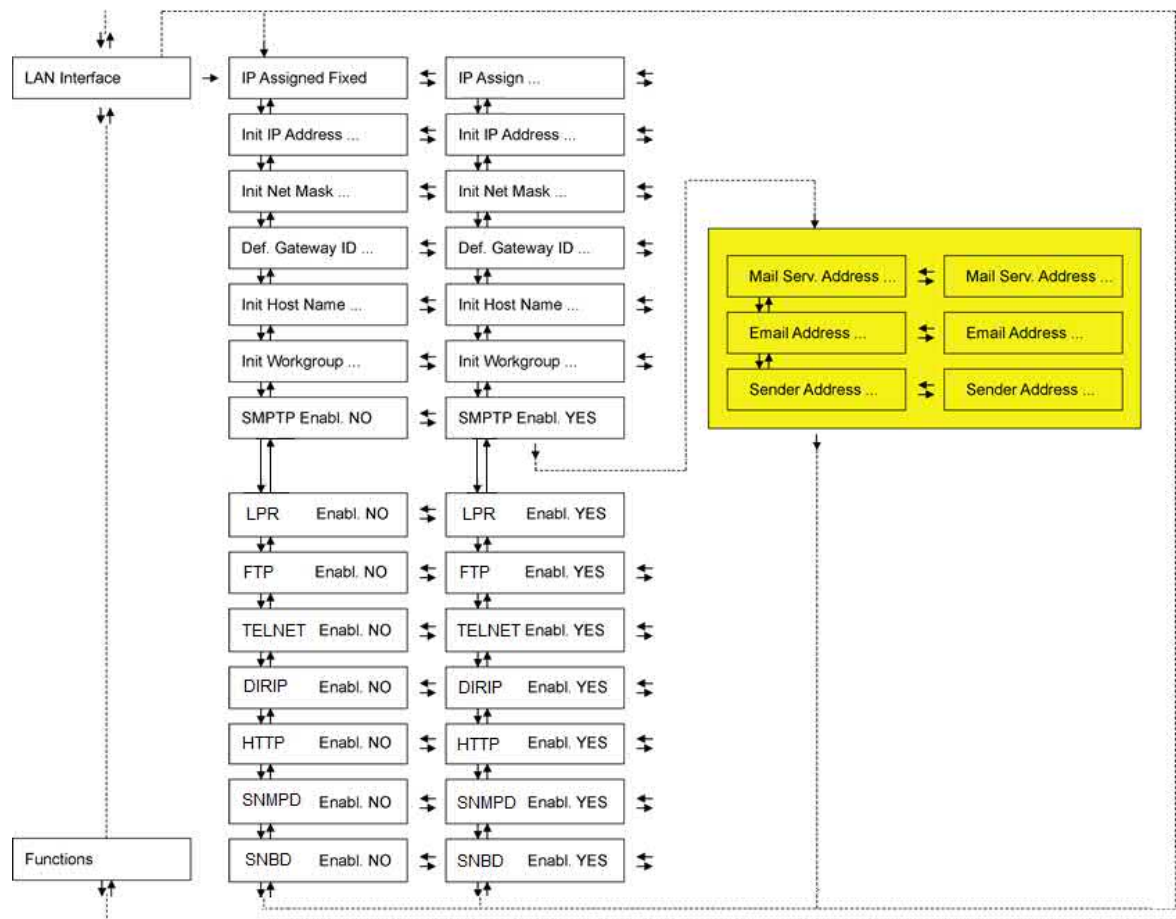 LAN Interface
IP Assigned Fixed
IP Assign ...
Init IP Address ...
Init IP Address ...
Init Net Mask ...
Init Net Mask ...
Def. Gateway ID ...
Def. Gateway ID ...
Init Host Name ...
Init Host Name ...
Init Workgroup ...
Init Workgroup ...
SMPTP Enabl. NO
SMPTP Enabl. YES
Mail Serv. Address ...
Mail Serv. Address ...
Email Address ...
Email Address ...
Sender Address ...
Sender Address ...
LPR Enabl. NO
LPR Enabl. YES
FTP Enabl. NO
FTP Enabl. YES
TELNET Enabl. NO
TELNET Enabl. YES
DIRIP Enabl. NO
DIRIP Enabl. YES
HTTP Enabl. NO
HTTP Enabl. YES
SNMPD Enabl. NO
SNMPD Enabl. YES
Functions
SNBD Enabl. NO
SNBD Enabl. YES